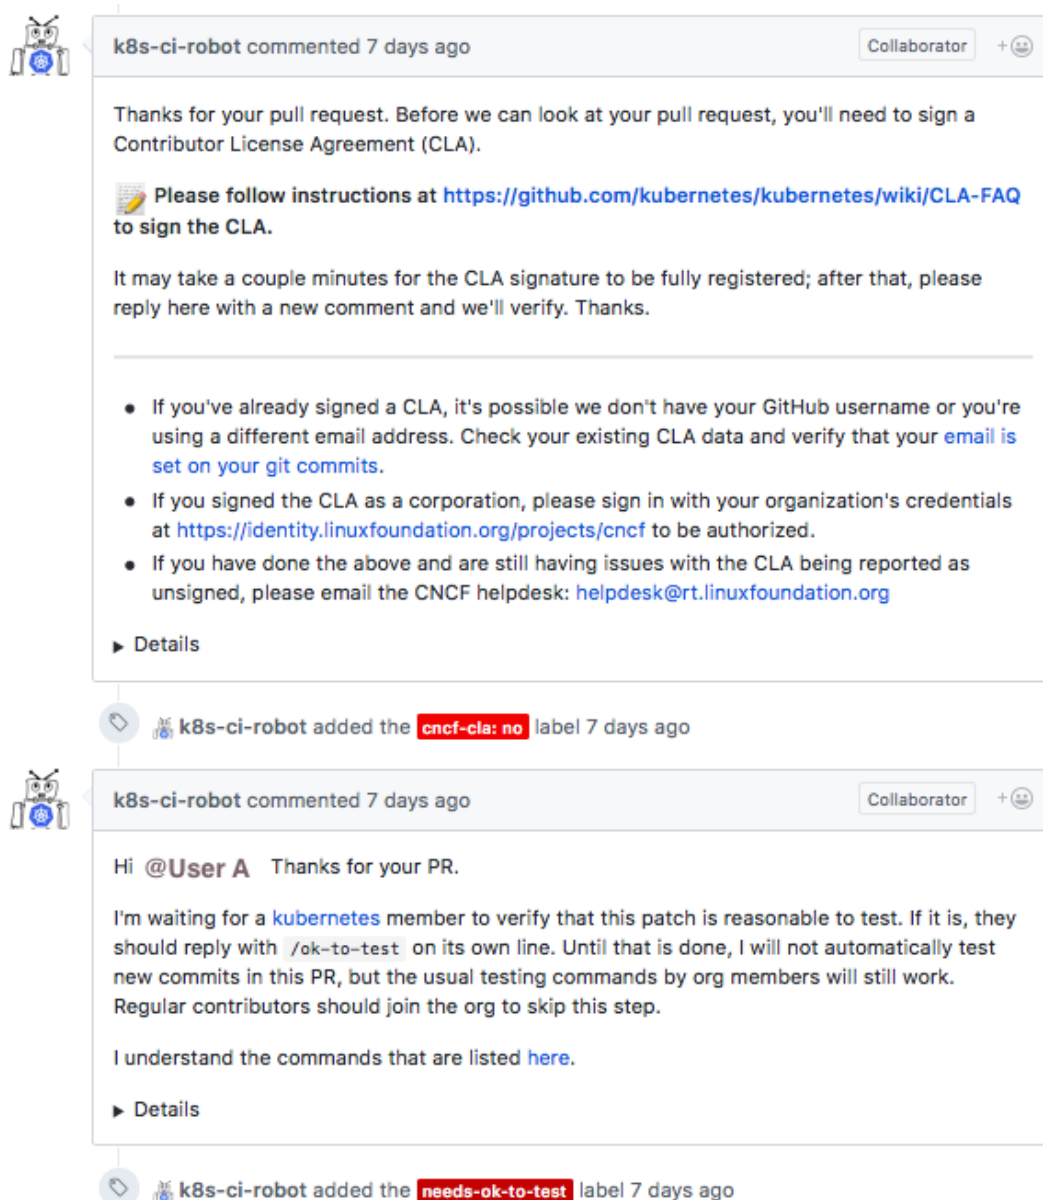 k8s-ci-robot commented 7 days ago Collaborator +
Thanks for your pull request. Before we can look at your pull request, you'll need to sign a
Contributor License Agreement (CLA).
Please follow instructions at https://github.com/kubernetes/kubernetes/wiki/CLA-FAQ
to sign the CLA.
It may take a couple minutes for the CLA signature to be fully registered; after that, please
reply here with a new comment and we'll verify. Thanks.
● If you've already signed a CLA, it's possible we don't have your GitHub username or you're
using a different email address. Check your existing CLA data and verify that your email is
set on your git commits.
● If you signed the CLA as a corporation, please sign in with your organization's credentials
at https://identity.linuxfoundation.org/projects/cncf to be authorized.
● If you have done the above and are still having issues with the CLA being reported as
unsigned, please email the CNCF helpdesk: helpdesk@rt.linuxfoundation.org
▶ Details
k8s-ci-robot added the cncf-cla: no label 7 days ago
k8s-ci-robot commented 7 days ago Collaborator +
Hi @User A Thanks for your PR.
I'm waiting for a kubernetes member to verify that this patch is reasonable to test. If it is, they
should reply with /ok-to-test on its own line. Until that is done, I will not automatically test
new commits in this PR, but the usual testing commands by org members will still work.
Regular contributors should join the org to skip this step.
I understand the commands that are listed here.
▶ Details
k8s-ci-robot added the needs-ok-to-test label 7 days ago